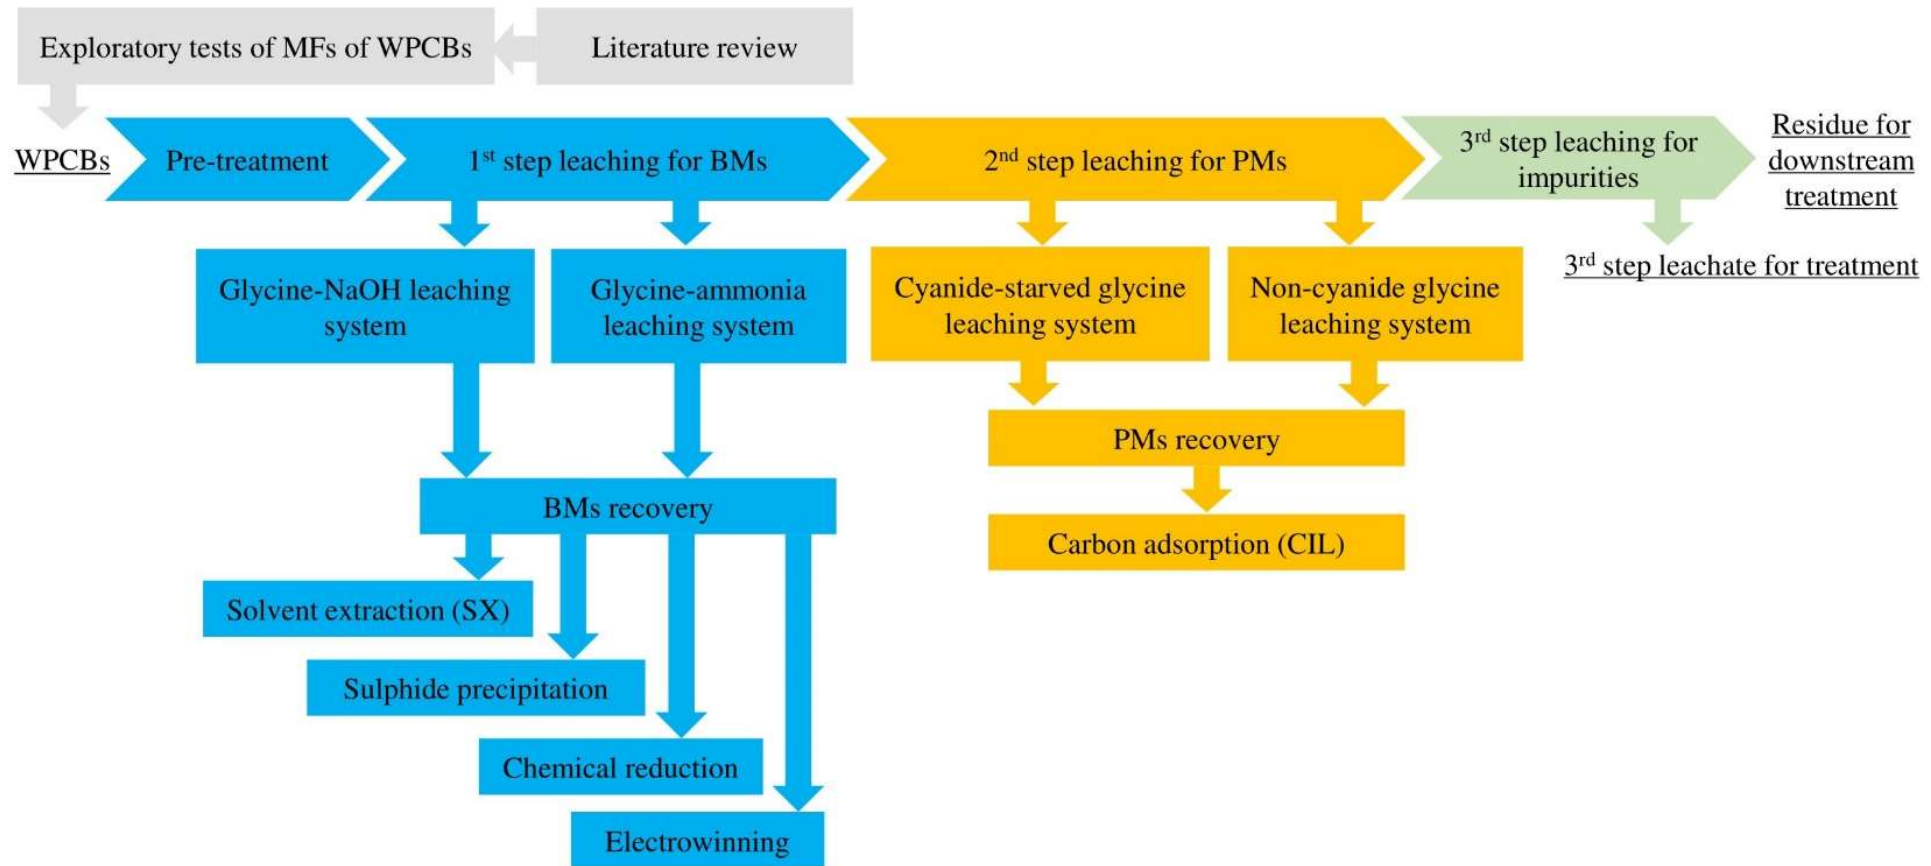 Exploratory tests of MFs of WPCBs
Literature review
WPCBs
Pre-treatment
1st step leaching for BMs
2nd step leaching for PMs
3rd step leaching for
impurities
Residue for
downstream
treatment
Glycine-NaOH leaching
system
Glycine-ammonia
leaching system
Cyanide-starved glycine
leaching system
Non-cyanide glycine
leaching system
3rd step leachate for treatment
PMs recovery
BMs recovery
Carbon adsorption (CIL)
Solvent extraction (SX)
Sulphide precipitation
Chemical reduction
Electrowinning